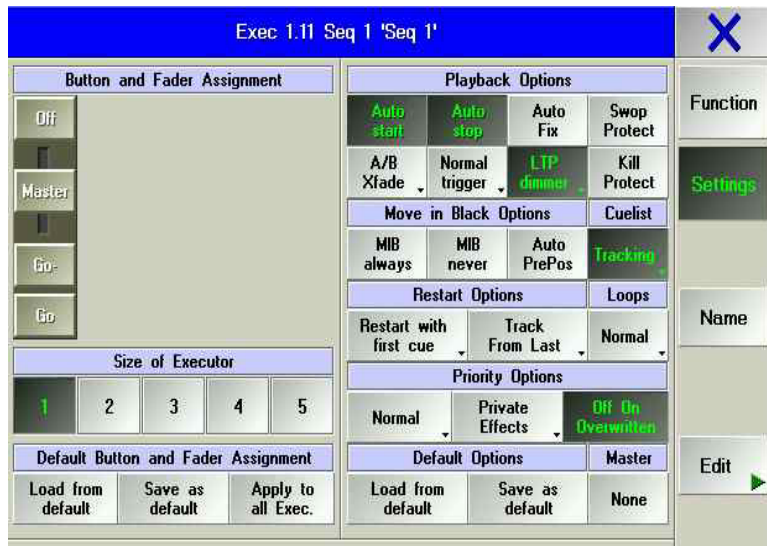 Exec 1.11 Seq 1 'Seq 1'
X
Button and Fader Assignment
Off
Master
Go-
Go
Size of Executor
1 2 3 4 5
Default Button and Fader Assignment
Load from default
Save as default
Apply to all Exec.
Playback Options
Auto start
Auto stop
Auto Fix
Swop Protect
A/B Xfade
Normal trigger
LTP dimmer
Kill Protect
Move in Black Options
Cuelist
MIB always
MIB never
Auto PrePos
Tracking
Restart Options
Loops
Restart with first cue
Track From Last
Normal
Priority Options
Normal
Private Effects
Off On Overwritten
Default Options
Master
Load from default
Save as default
None
Function
Settings
Name
Edit